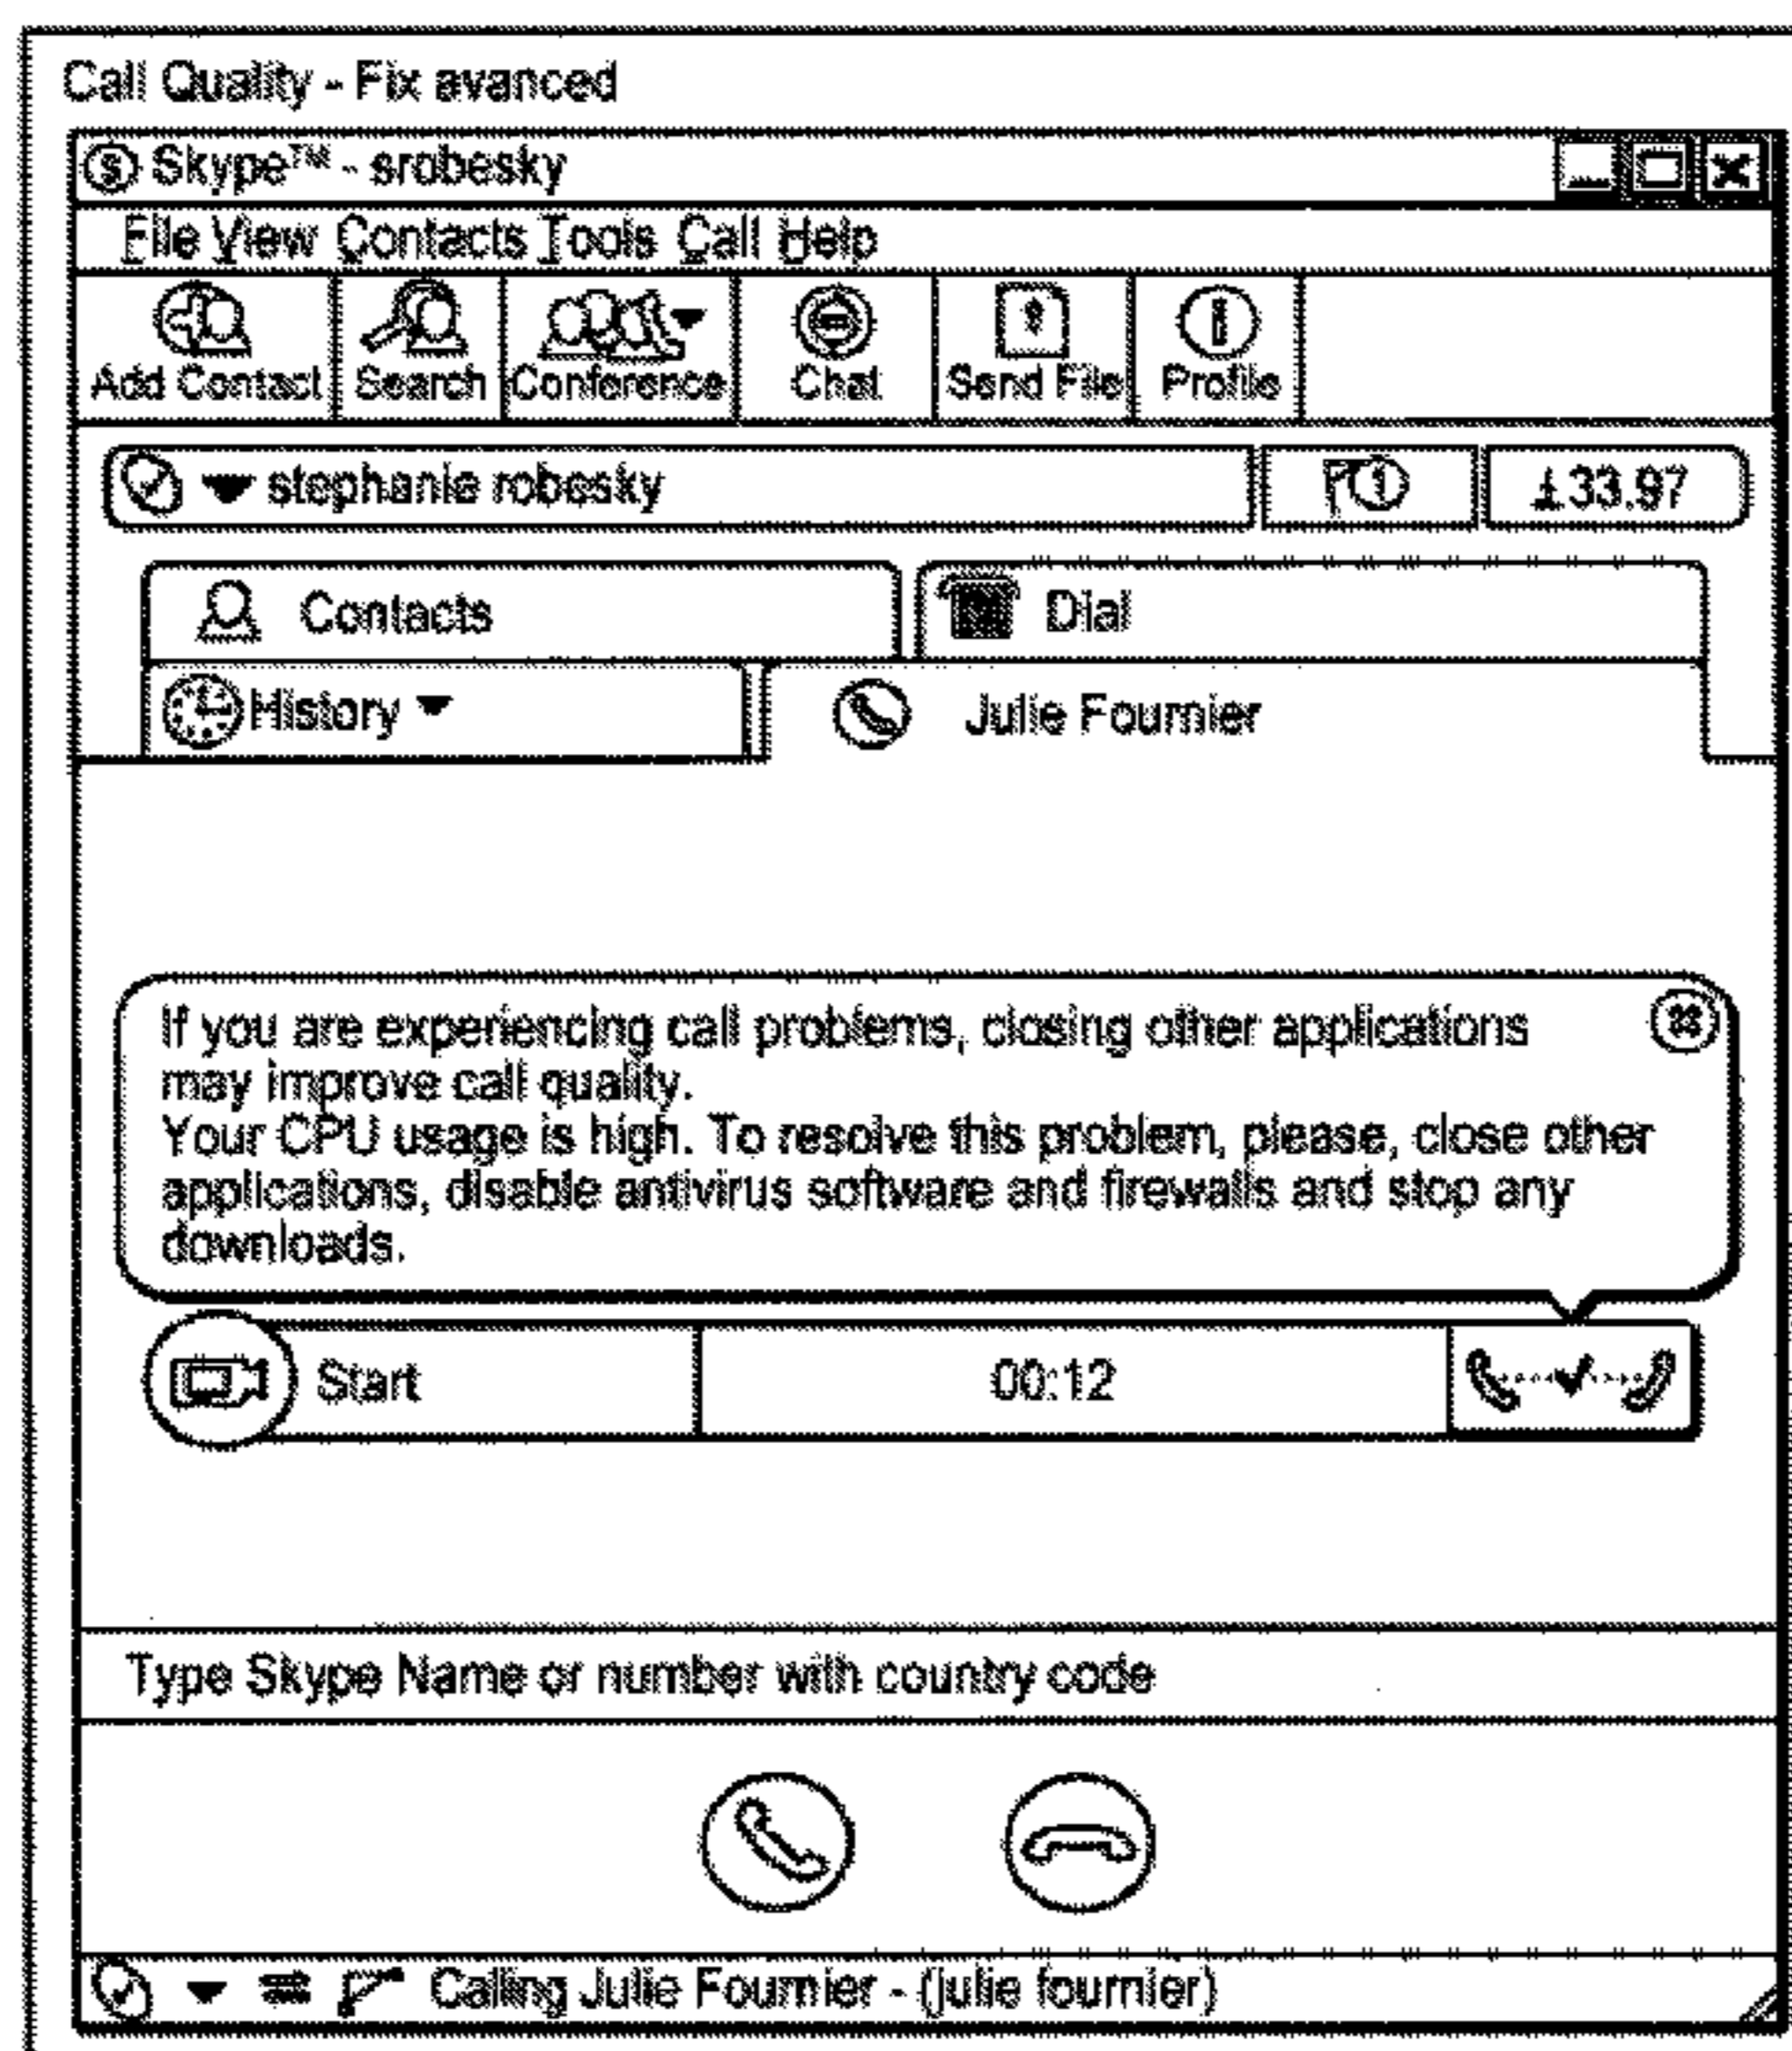 Call Quality - Fix avanced
Skype™ - srobesky
File View Contacts Tools Call Help
Add Contact Search Conference Chat Send File Profile
stephanie robesky 1 £33.97
Contacts Dial
History Julie Fournier
If you are experiencing call problems, closing other applications
may improve call quality.
Your CPU usage is high. To resolve this problem, please, close other
applications, disable antivirus software and firewalls and stop any
downloads.
Start 00:12
Type Skype Name or number with country code
Calling Julie Fournier - (julie fournier)